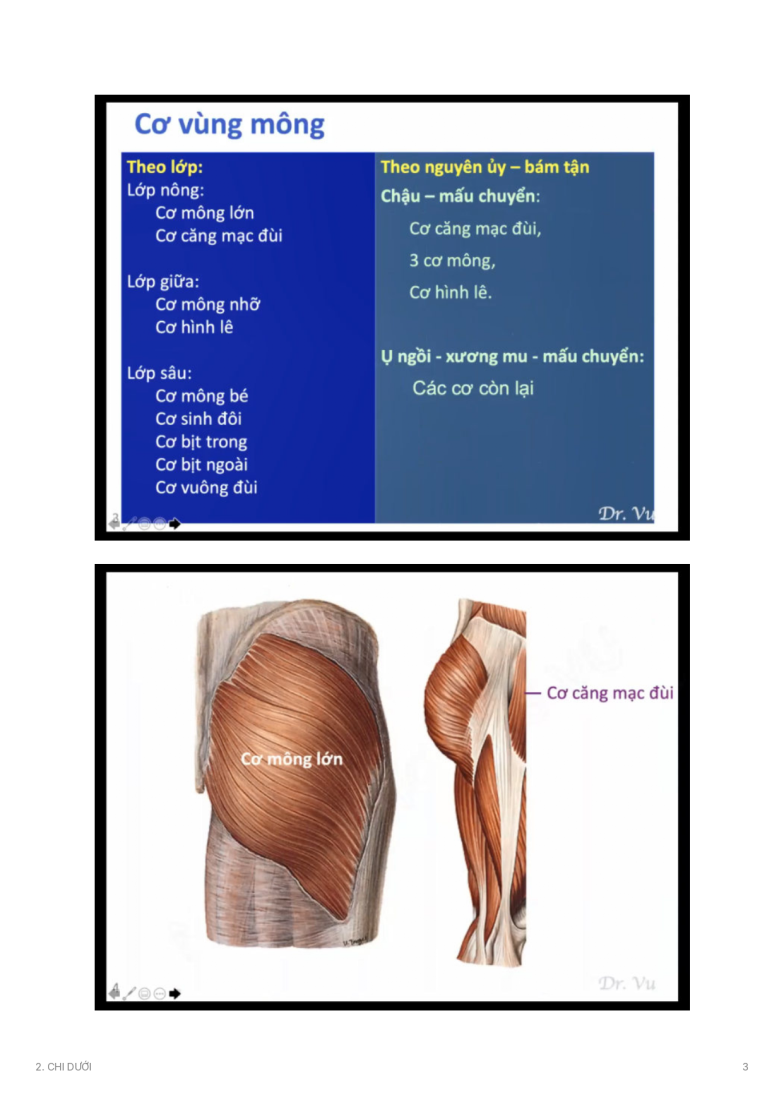 Cơ vùng mông
Theo lớp:
Lớp nông:
Cơ mông lớn
Cơ căng mạc đùi
Lớp giữa:
Cơ mông nhỡ
Cơ hình lê
Lớp sâu:
Cơ mông bé
Cơ sinh đôi
Cơ bịt trong
Cơ bịt ngoài
Cơ vuông đùi
Theo nguyên ủy – bám tận
Chậu – mấu chuyển:
Cơ căng mạc đùi,
3 cơ mông,
Cơ hình lê.
Ụ ngồi - xương mu - mấu chuyển:
Các cơ còn lại
3
Dr. Vu
Cơ mông lớn
Cơ căng mạc đùi
4
Dr. Vu
2. CHI DƯỚI
3